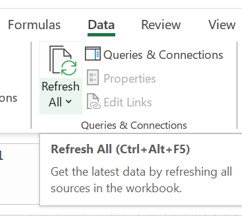 Formulas Data Review View
Queries & Connections
Properties
Edit Links
Refresh
All
ons
Queries & Connections
Refresh All (Ctrl+Alt+F5)
Get the latest data by refreshing all
sources in the workbook.